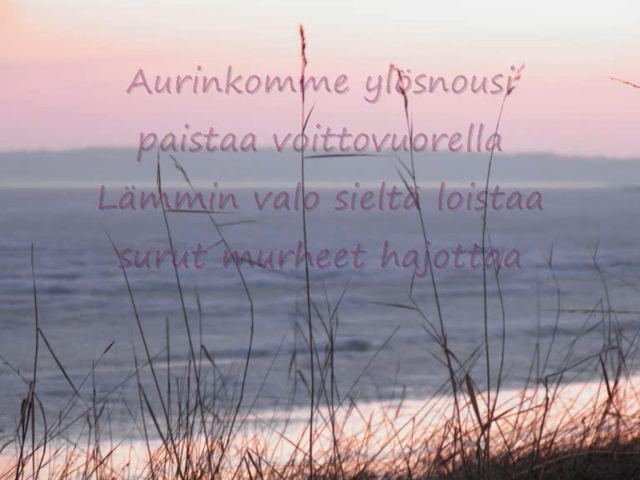 Aurinkomme ylösnousi
paistaa voittovuorella
Lämmin valo sieltä loistaa
surut murheet hajottaa